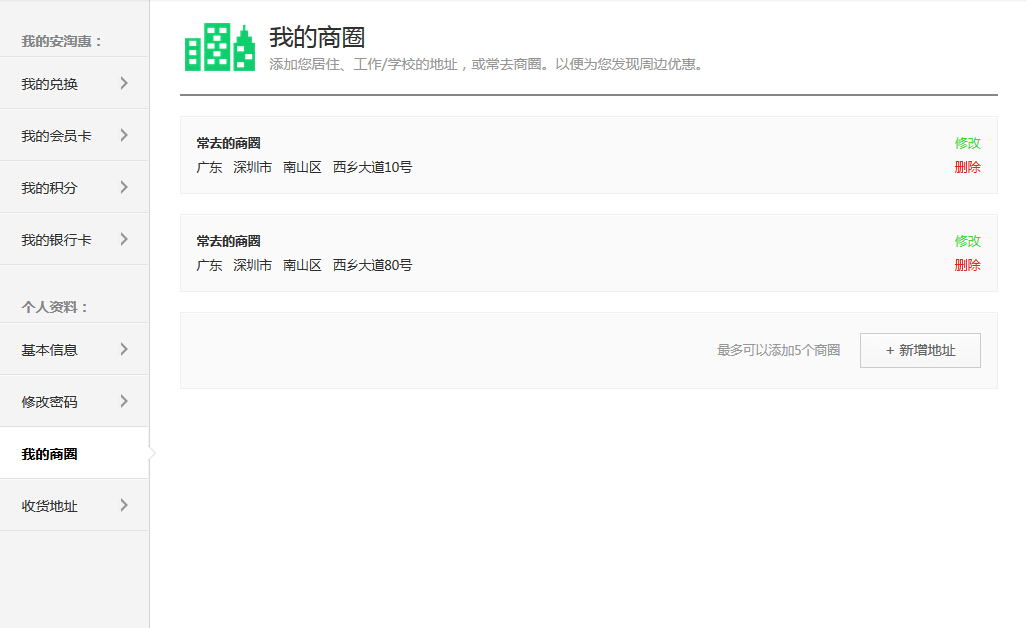 我的安淘惠：
我的兑换
我的会员卡
我的积分
我的银行卡
个人资料：
基本信息
修改密码
我的商圈
收货地址
我的商圈
添加您居住、工作/学校的地址，或常去商圈。以便为您发现周边优惠。
常去的商圈
修改
广东 深圳市 南山区 西乡大道10号
删除
常去的商圈
修改
广东 深圳市 南山区 西乡大道80号
删除
最多可以添加5个商圈
+ 新增地址